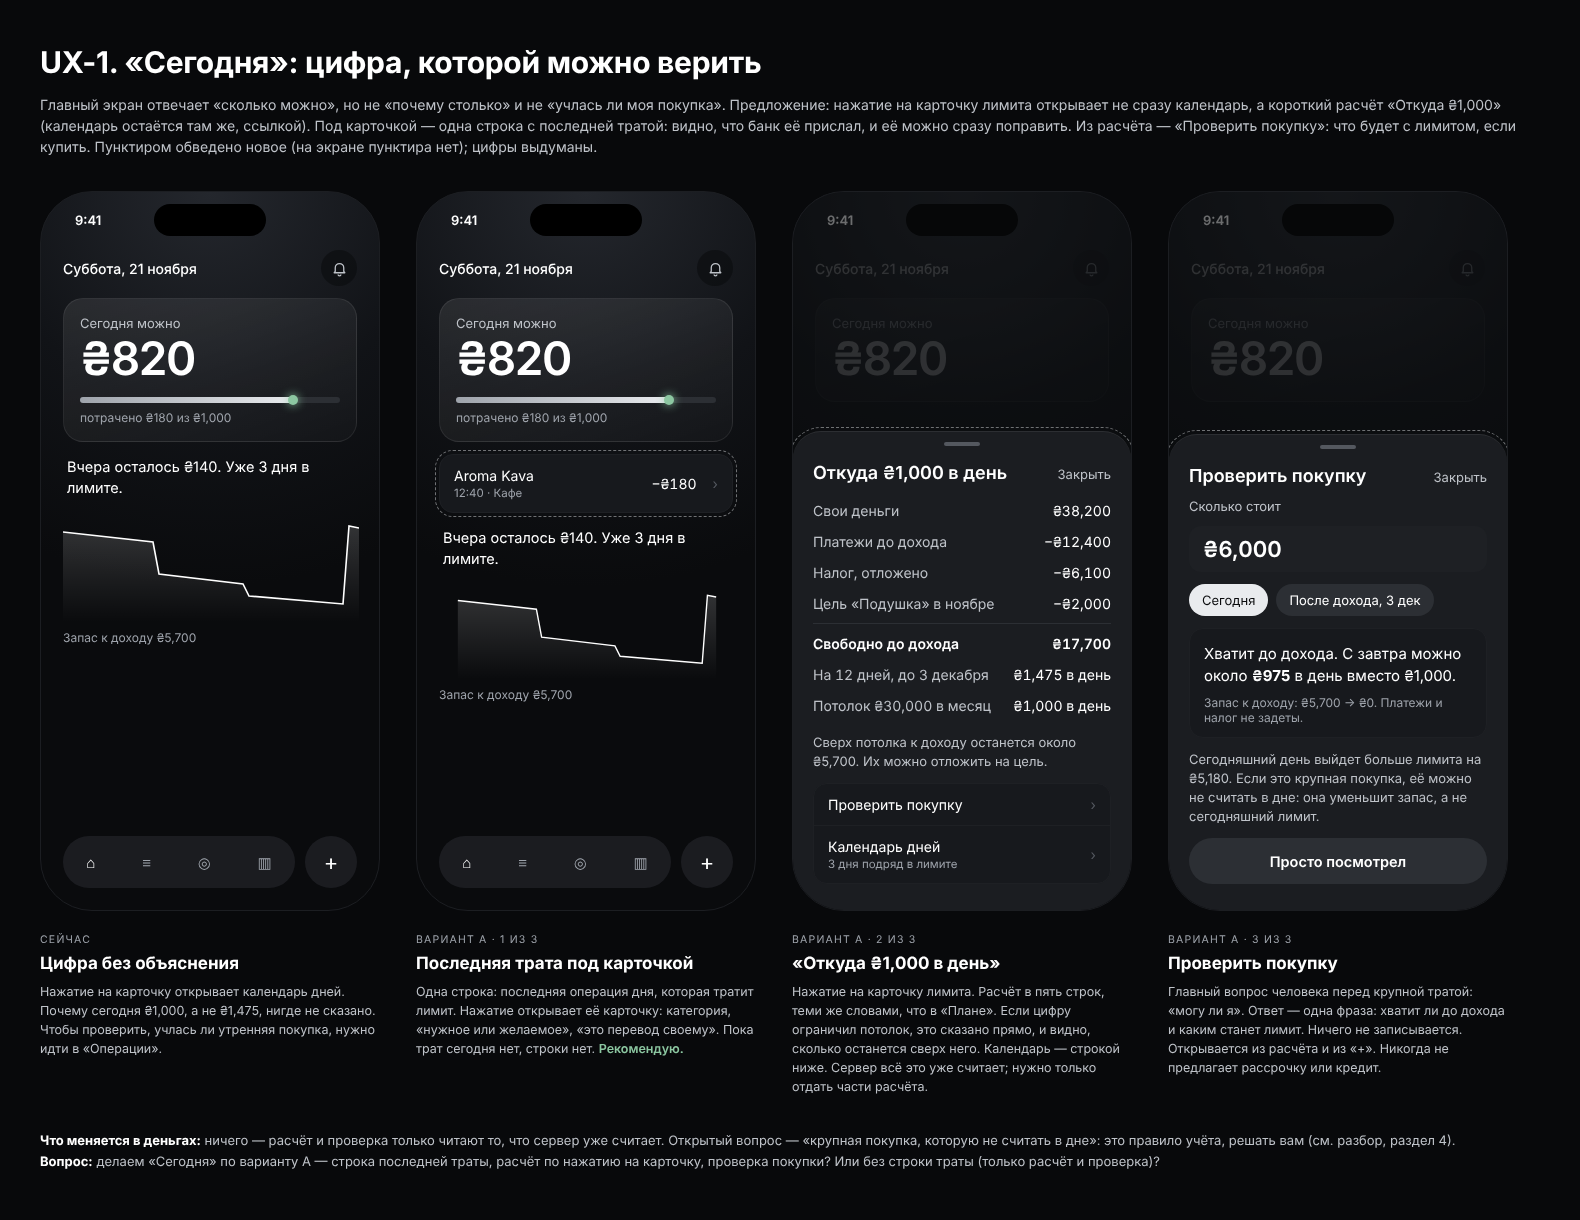 UX-1. «Сегодня»: цифра, которой можно верить
Главный экран отвечает «сколько можно», но не «почему столько» и не «учлась ли моя покупка». Предложение: нажатие на карточку лимита открывает не сразу календарь, а короткий расчёт «Откуда ₴1,000»
(календарь остаётся там же, ссылкой). Под карточкой — одна строка с последней тратой: видно, что банк её прислал, и её можно сразу поправить. Из расчёта — «Проверить покупку»: что будет с лимитом, если
купить. Пунктиром обведено новое (на экране пунктира нет); цифры выдуманы.
9:41
Суббота, 21 ноября
Сегодня можно
₴820
потрачено ₴180 из ₴1,000
Вчера осталось ₴140. Уже 3 дня в
лимите.
Запас к доходу ₴5,700
+
СЕЙЧАС
Цифра без объяснения
Нажатие на карточку открывает календарь дней.
Почему сегодня ₴1,000, а не ₴1,475, нигде не сказано.
Чтобы проверить, учлась ли утренняя покупка, нужно
идти в «Операции».
9:41
Суббота, 21 ноября
Сегодня можно
₴820
потрачено ₴180 из ₴1,000
Aroma Kava
12:40 · Кафе
−₴180 ›
Вчера осталось ₴140. Уже 3 дня в
лимите.
Запас к доходу ₴5,700
+
ВАРИАНТ А · 1 ИЗ 3
Последняя трата под карточкой
Одна строка: последняя операция дня, которая тратит
лимит. Нажатие открывает её карточку: категория,
«нужное или желаемое», «это перевод своему». Пока
трат сегодня нет, строки нет. Рекомендую.
9:41
Суббота, 21 ноября
Сегодня можно
₴820
Откуда ₴1,000 в день Закрыть
Свои деньги ₴38,200
Платежи до дохода −₴12,400
Налог, отложено −₴6,100
Цель «Подушка» в ноябре −₴2,000
Свободно до дохода ₴17,700
На 12 дней, до 3 декабря ₴1,475 в день
Потолок ₴30,000 в месяц ₴1,000 в день
Сверх потолка к доходу останется около
₴5,700. Их можно отложить на цель.
Проверить покупку ›
Календарь дней ›
3 дня подряд в лимите
ВАРИАНТ А · 2 ИЗ 3
«Откуда ₴1,000 в день»
Нажатие на карточку лимита. Расчёт в пять строк,
теми же словами, что в «Плане». Если цифру
ограничил потолок, это сказано прямо, и видно,
сколько останется сверх него. Календарь — строкой
ниже. Сервер всё это уже считает; нужно только
отдать части расчёта.
9:41
Суббота, 21 ноября
Сегодня можно
₴820
Проверить покупку Закрыть
Сколько стоит
₴6,000
Сегодня После дохода, 3 дек
Хватит до дохода. С завтра можно
около ₴975 в день вместо ₴1,000.
Запас к доходу: ₴5,700 → ₴0. Платежи и
налог не задеты.
Сегодняшний день выйдет больше лимита на
₴5,180. Если это крупная покупка, её можно
не считать в дне: она уменьшит запас, а не
сегодняшний лимит.
Просто посмотрел
ВАРИАНТ А · 3 ИЗ 3
Проверить покупку
Главный вопрос человека перед крупной тратой:
«могу ли я». Ответ — одна фраза: хватит ли до дохода
и каким станет лимит. Ничего не записывается.
Открывается из расчёта и из «+». Никогда не
предлагает рассрочку или кредит.
Что меняется в деньгах: ничего — расчёт и проверка только читают то, что сервер уже считает. Открытый вопрос — «крупная покупка, которую не считать в дне»: это правило учёта, решать вам (см. разбор, раздел 4).
Вопрос: делаем «Сегодня» по варианту А — строка последней траты, расчёт по нажатию на карточку, проверка покупки? Или без строки траты (только расчёт и проверка)?